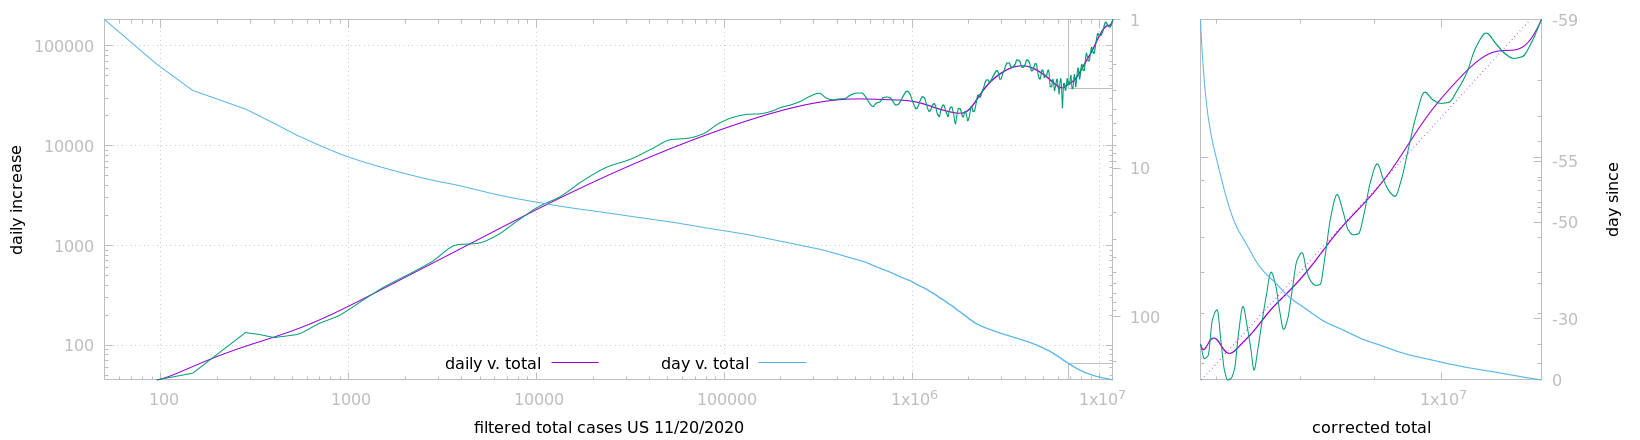 100000
10000
1000
100
daily increase
1
10
100
daily v. total
day v. total
100
1000
10000
100000
1x10⁶
1x10⁷
filtered total cases US 11/20/2020
-59
-55
-50
-30
0
day since
1x10⁷
corrected total